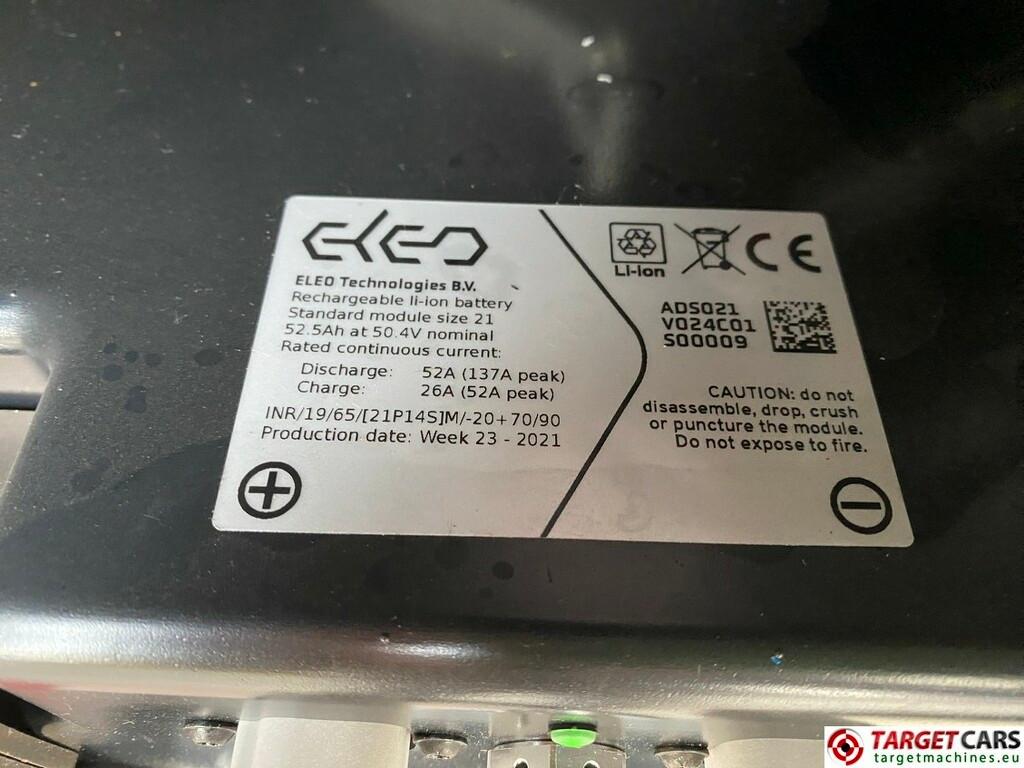 ELEO
ELEO Technologies B.V.
Rechargeable li-ion battery
Standard module size 21
52.5Ah at 50.4V nominal
Rated continuous current:
Discharge: 52A (137A peak)
Charge: 26A (52A peak)
INR/19/65/[21P14S]M/-20+70/90
Production date: Week 23 - 2021
Li-ion
CE
ADS021
V024C01
S00009
CAUTION: do not
disassemble, drop, crush
or puncture the module.
Do not expose to fire.
TARGETCARS
targetmachines.eu